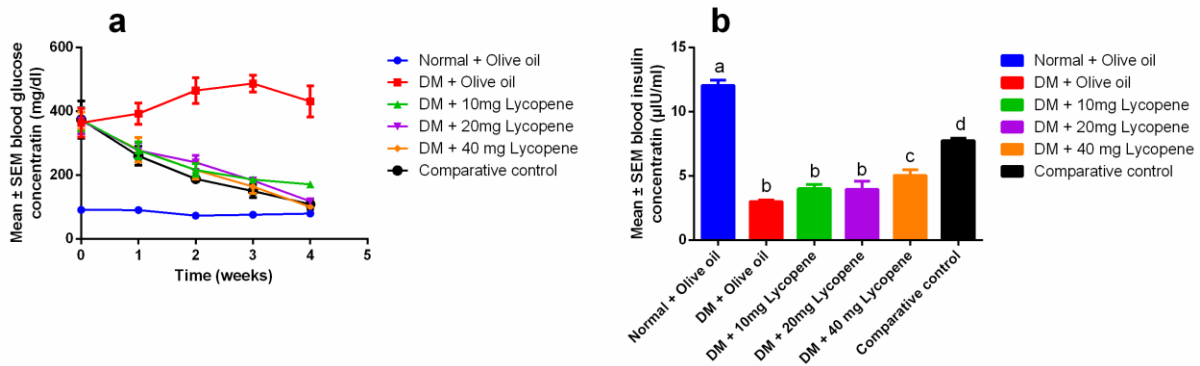 a
Mean ± SEM blood glucose
concentratin (mg/dl)
600
400
200
0
0 1 2 3 4 5
Time (weeks)
Normal + Olive oil
DM + Olive oil
DM + 10mg Lycopene
DM + 20mg Lycopene
DM + 40 mg Lycopene
Comparative control
b
Mean ± SEM blood insulin
concentratin (µIU/ml)
15
10
5
0
a
b
b
b
c
d
Normal + Olive oil
DM + Olive oil
DM + 10mg Lycopene
DM + 20mg Lycopene
DM + 40 mg Lycopene
Comparative control
Normal + Olive oil
DM + Olive oil
DM + 10mg Lycopene
DM + 20mg Lycopene
DM + 40 mg Lycopene
Comparative control